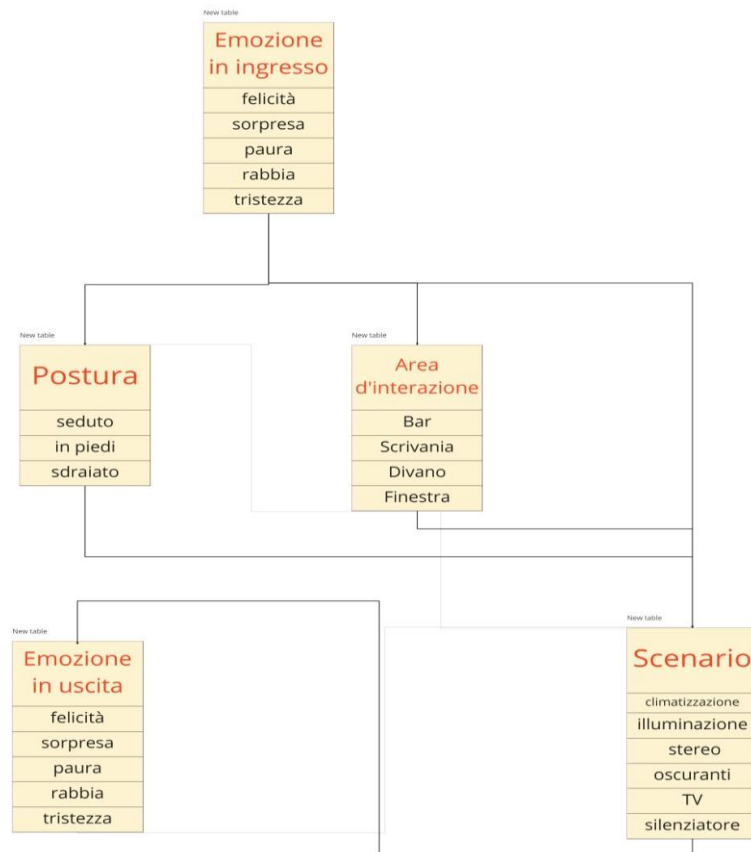 New table
Emozione
in ingresso
felicità
sorpresa
paura
rabbia
tristezza
New table
Postura
seduto
in piedi
sdraiato
New table
Area
d'interazione
Bar
Scrivania
Divano
Finestra
New table
Emozione
in uscita
felicità
sorpresa
paura
rabbia
tristezza
New table
Scenario
climatizzazione
illuminazione
stereo
oscuranti
TV
silenziatore